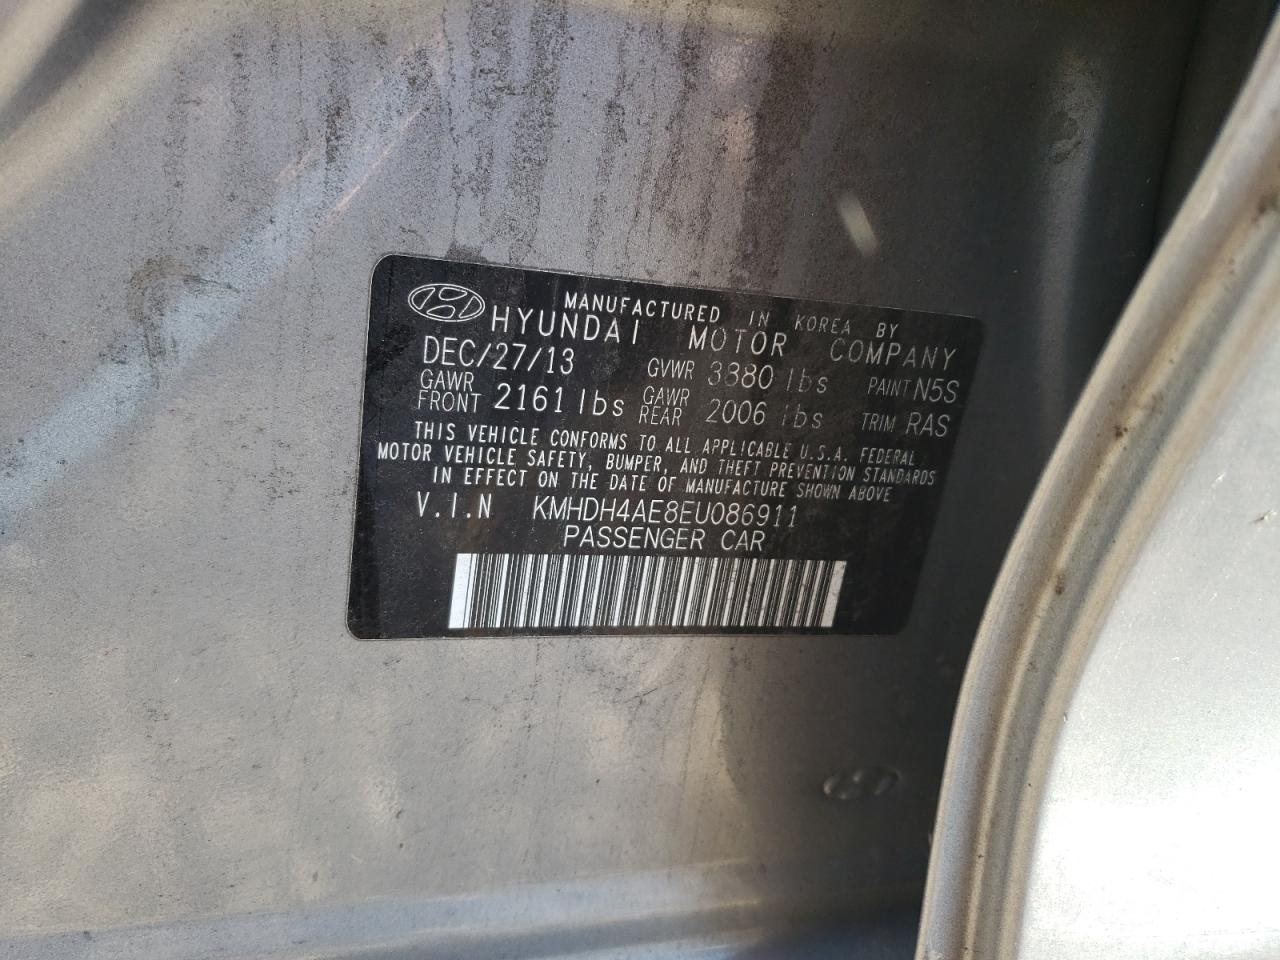 MANUFACTURED IN KOREA BY
HYUNDAI MOTOR COMPANY
DEC/27/13 GVWR 3880 lbs PAINT N5S
GAWR FRONT 2161 lbs GAWR REAR 2006 lbs TRIM RAS
THIS VEHICLE CONFORMS TO ALL APPLICABLE U.S.A. FEDERAL
MOTOR VEHICLE SAFETY, BUMPER, AND THEFT PREVENTION STANDARDS
IN EFFECT ON THE DATE OF MANUFACTURE SHOWN ABOVE
V.I.N KMHDH4AE8EU086911
PASSENGER CAR